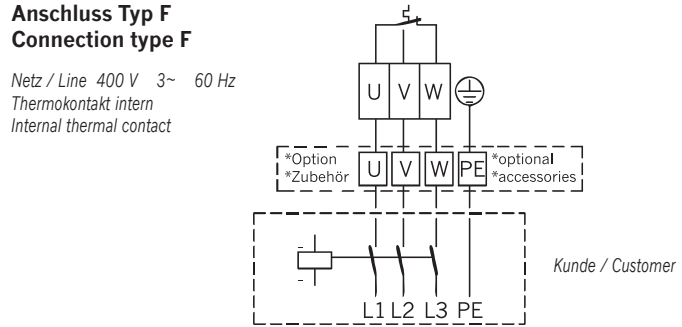 Anschluss Typ F
Connection type F
Netz / Line 400 V 3~ 60 Hz
Thermokontakt intern
Internal thermal contact
U V W
*Option U V W PE *optional
*Zubehör *accessories
Kunde / Customer
L1 L2 L3 PE